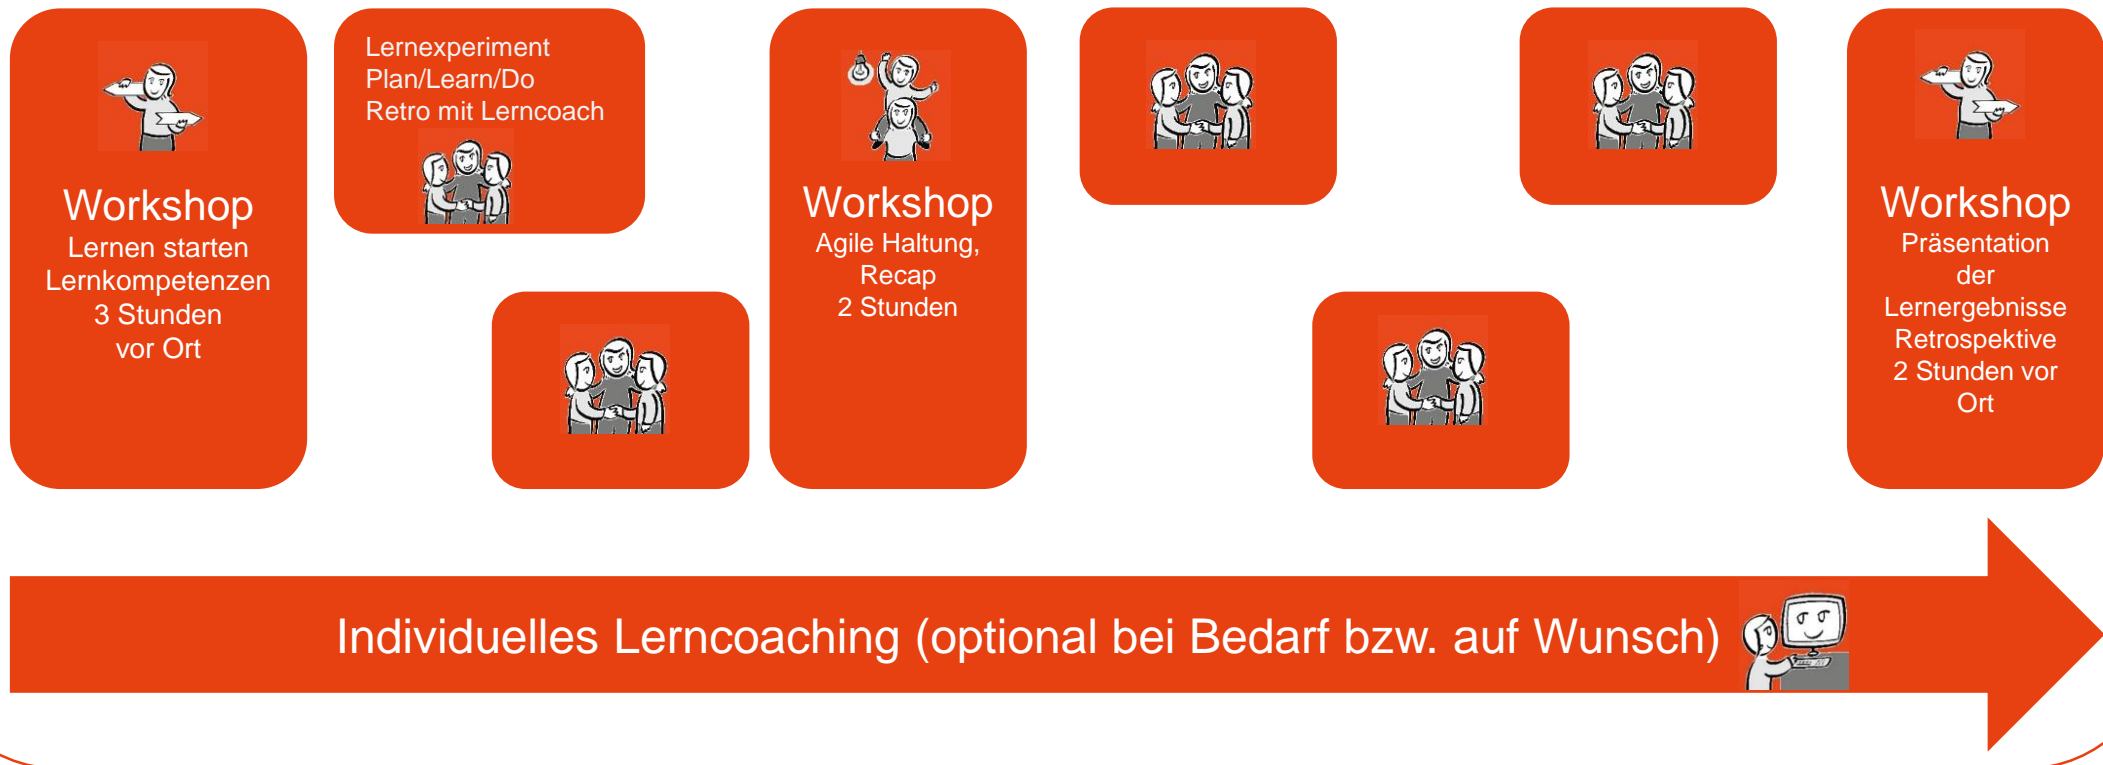 Workshop
Lernen starten
Lernkompetenzen
3 Stunden
vor Ort
Lernexperiment
Plan/Learn/Do
Retro mit Lerncoach
Workshop
Agile Haltung,
Recap
2 Stunden
Workshop
Präsentation
der
Lernergebnisse
Retrospektive
2 Stunden vor
Ort
Individuelles Lerncoaching (optional bei Bedarf bzw. auf Wunsch)